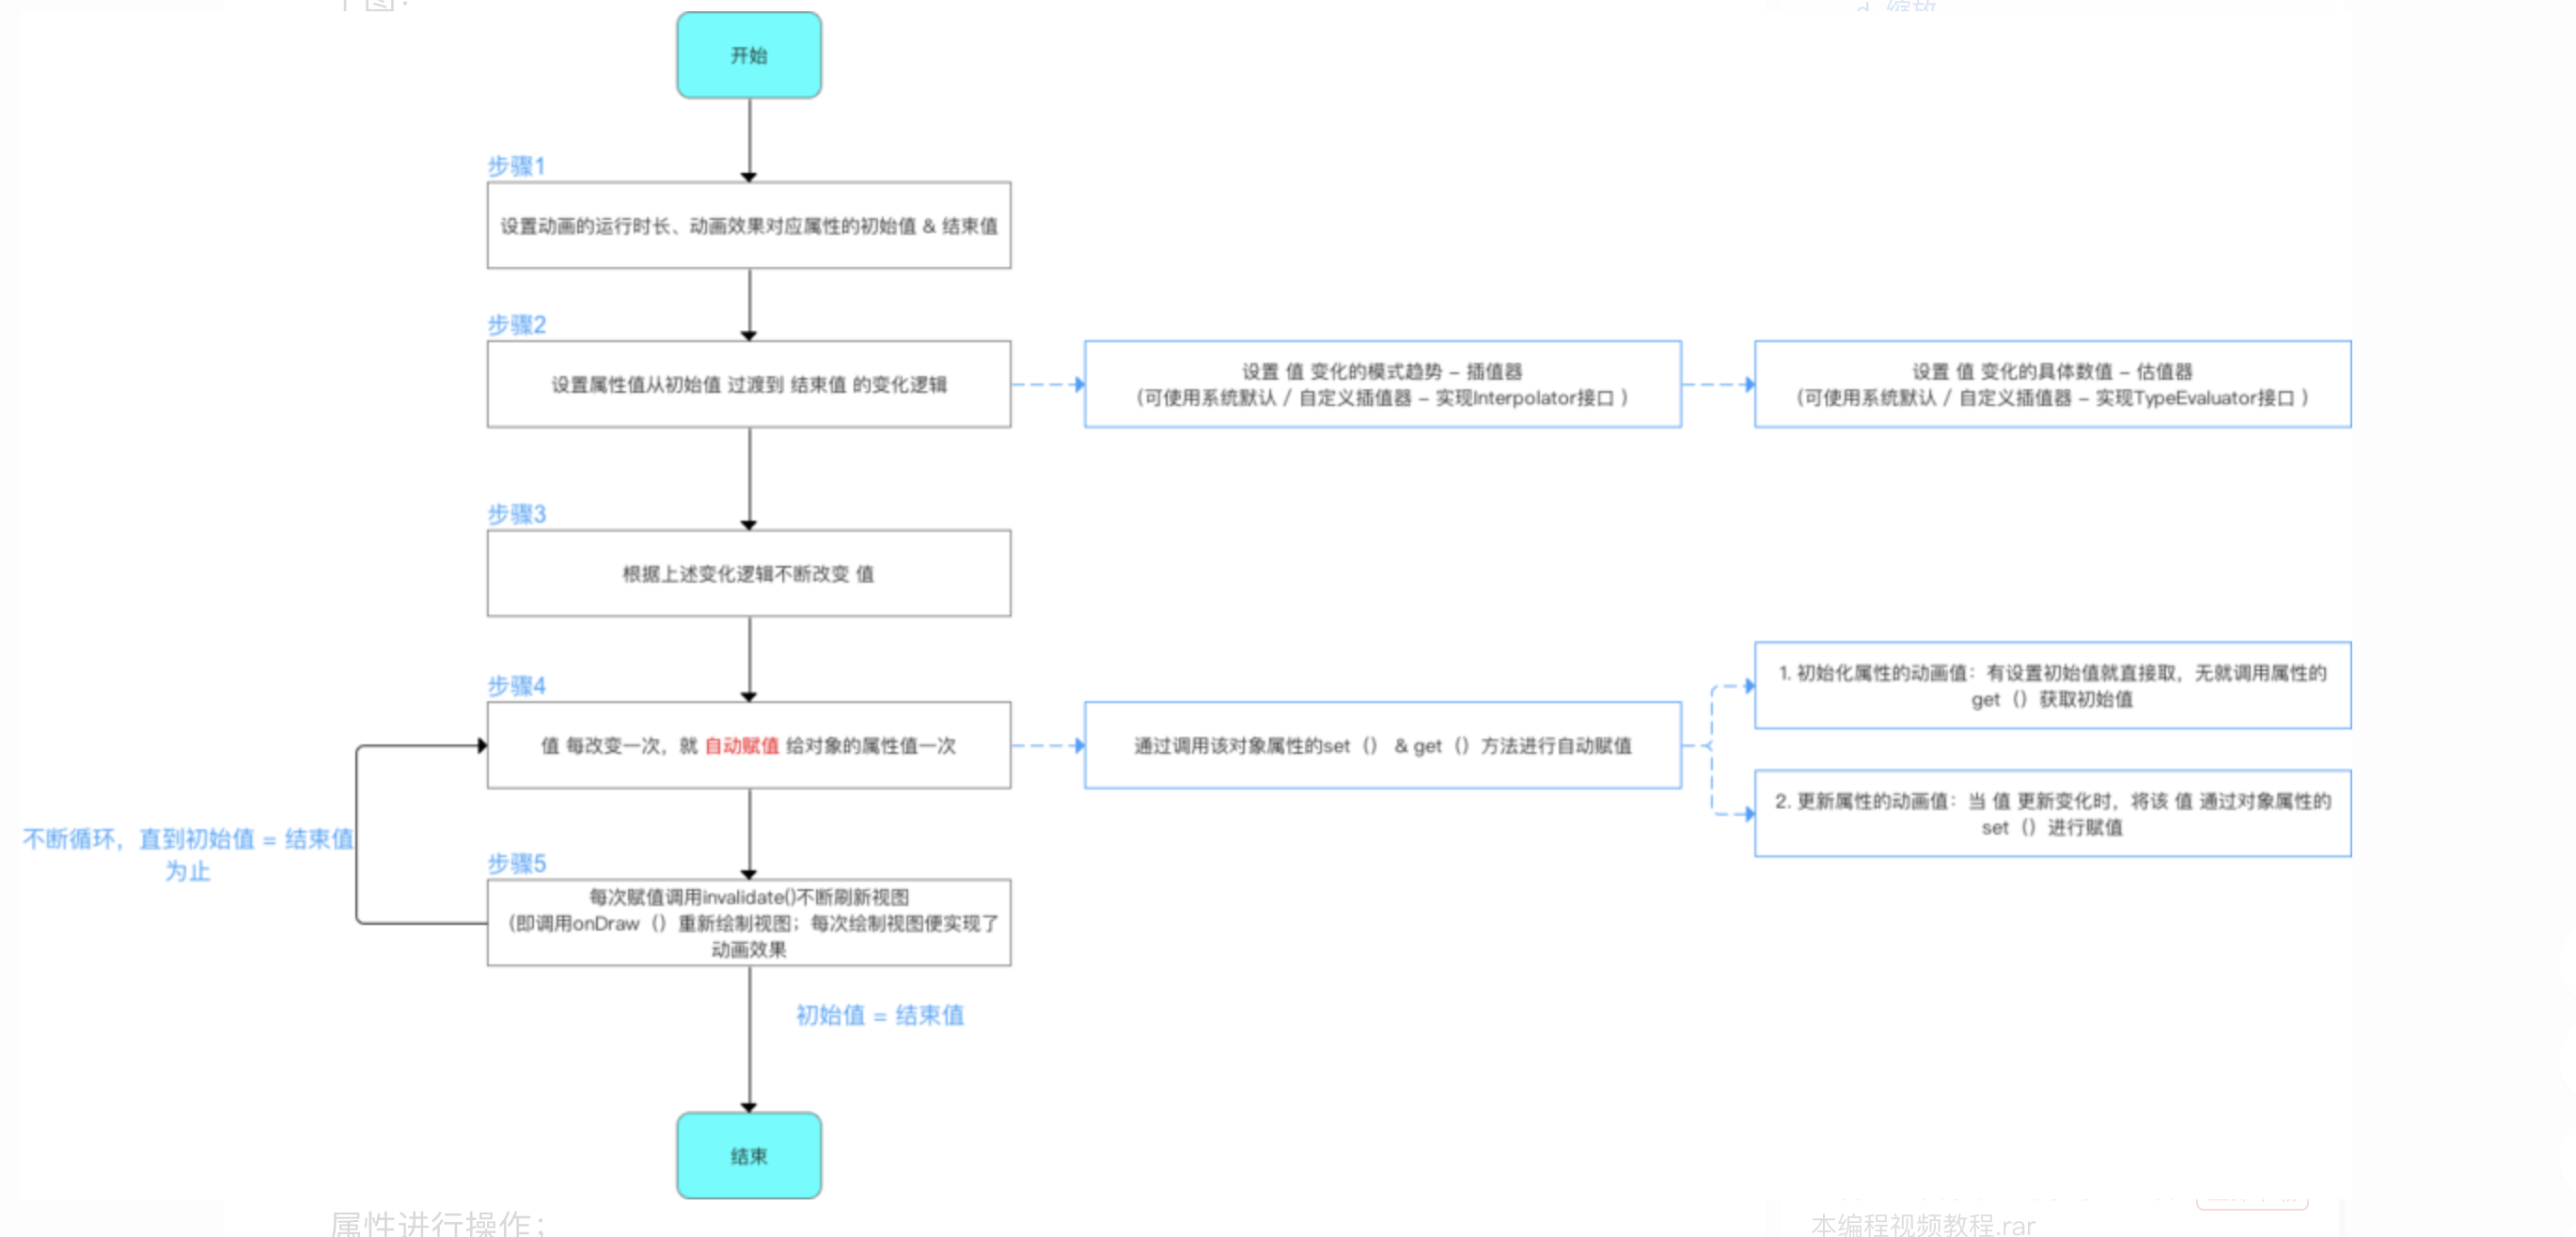 下图：
d. 缩放
开始
步骤1
设置动画的运行时长、动画效果对应属性的初始值 & 结束值
步骤2
设置属性值从初始值 过渡到 结束值 的变化逻辑
设置 值 变化的模式趋势 – 插值器
（可使用系统默认 / 自定义插值器 – 实现Interpolator接口 ）
设置 值 变化的具体数值 – 估值器
（可使用系统默认 / 自定义插值器 – 实现TypeEvaluator接口 ）
步骤3
根据上述变化逻辑不断改变 值
步骤4
值 每改变一次，就 自动赋值 给对象的属性值一次
通过调用该对象属性的set（） & get（）方法进行自动赋值
1. 初始化属性的动画值：有设置初始值就直接取，无就调用属性的
get（）获取初始值
2. 更新属性的动画值：当 值 更新变化时，将该 值 通过对象属性的
set（）进行赋值
不断循环，直到初始值 = 结束值
为止
步骤5
每次赋值调用invalidate()不断刷新视图
（即调用onDraw（）重新绘制视图；每次绘制视图便实现了
动画效果
初始值 = 结束值
结束
属性进行操作；
本编程视频教程.rar